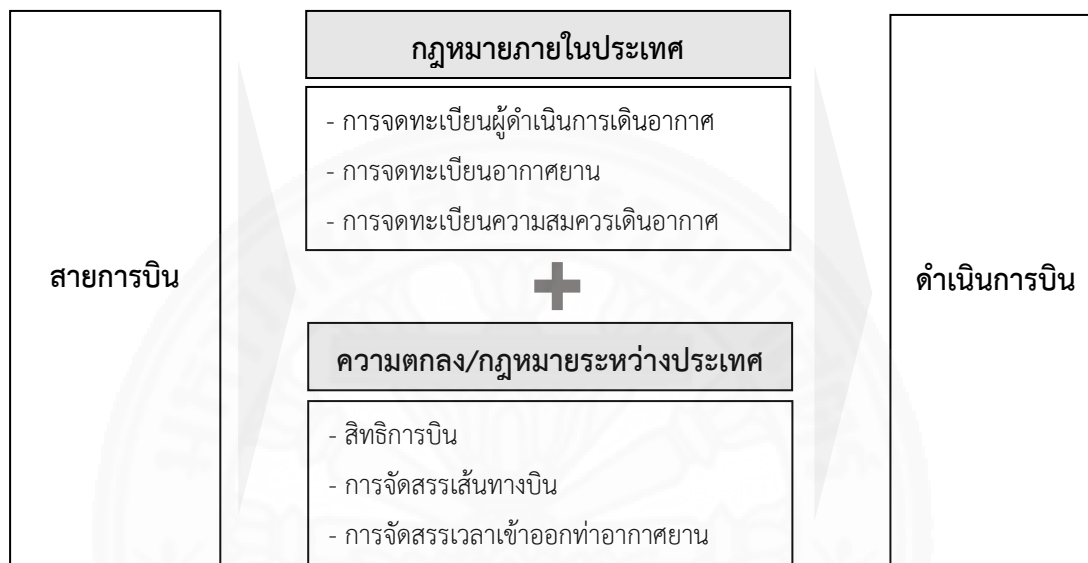 สายการบิน
กฎหมายภายในประเทศ
- การจดทะเบียนผู้ดำเนินการเดินอากาศ
- การจดทะเบียนอากาศยาน
- การจดทะเบียนความสมควรเดินอากาศ
ความตกลง/กฎหมายระหว่างประเทศ
- สิทธิการบิน
- การจัดสรรเส้นทางบิน
- การจัดสรรเวลาเข้าออกท่าอากาศยาน
ดำเนินการบิน